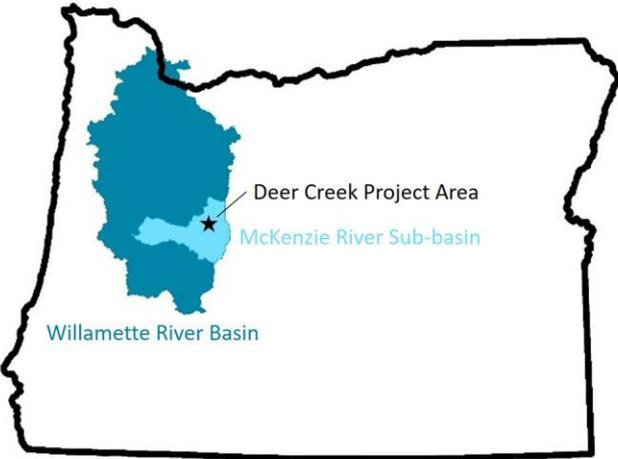 Deer Creek Project Area
McKenzie River Sub-basin
Willamette River Basin